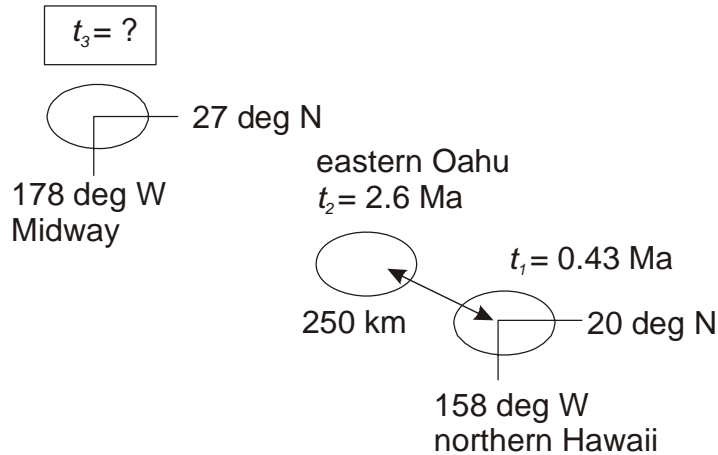 t₃ = ?
27 deg N
178 deg W
Midway
eastern Oahu
t₂ = 2.6 Ma
t₁ = 0.43 Ma
250 km
20 deg N
158 deg W
northern Hawaii